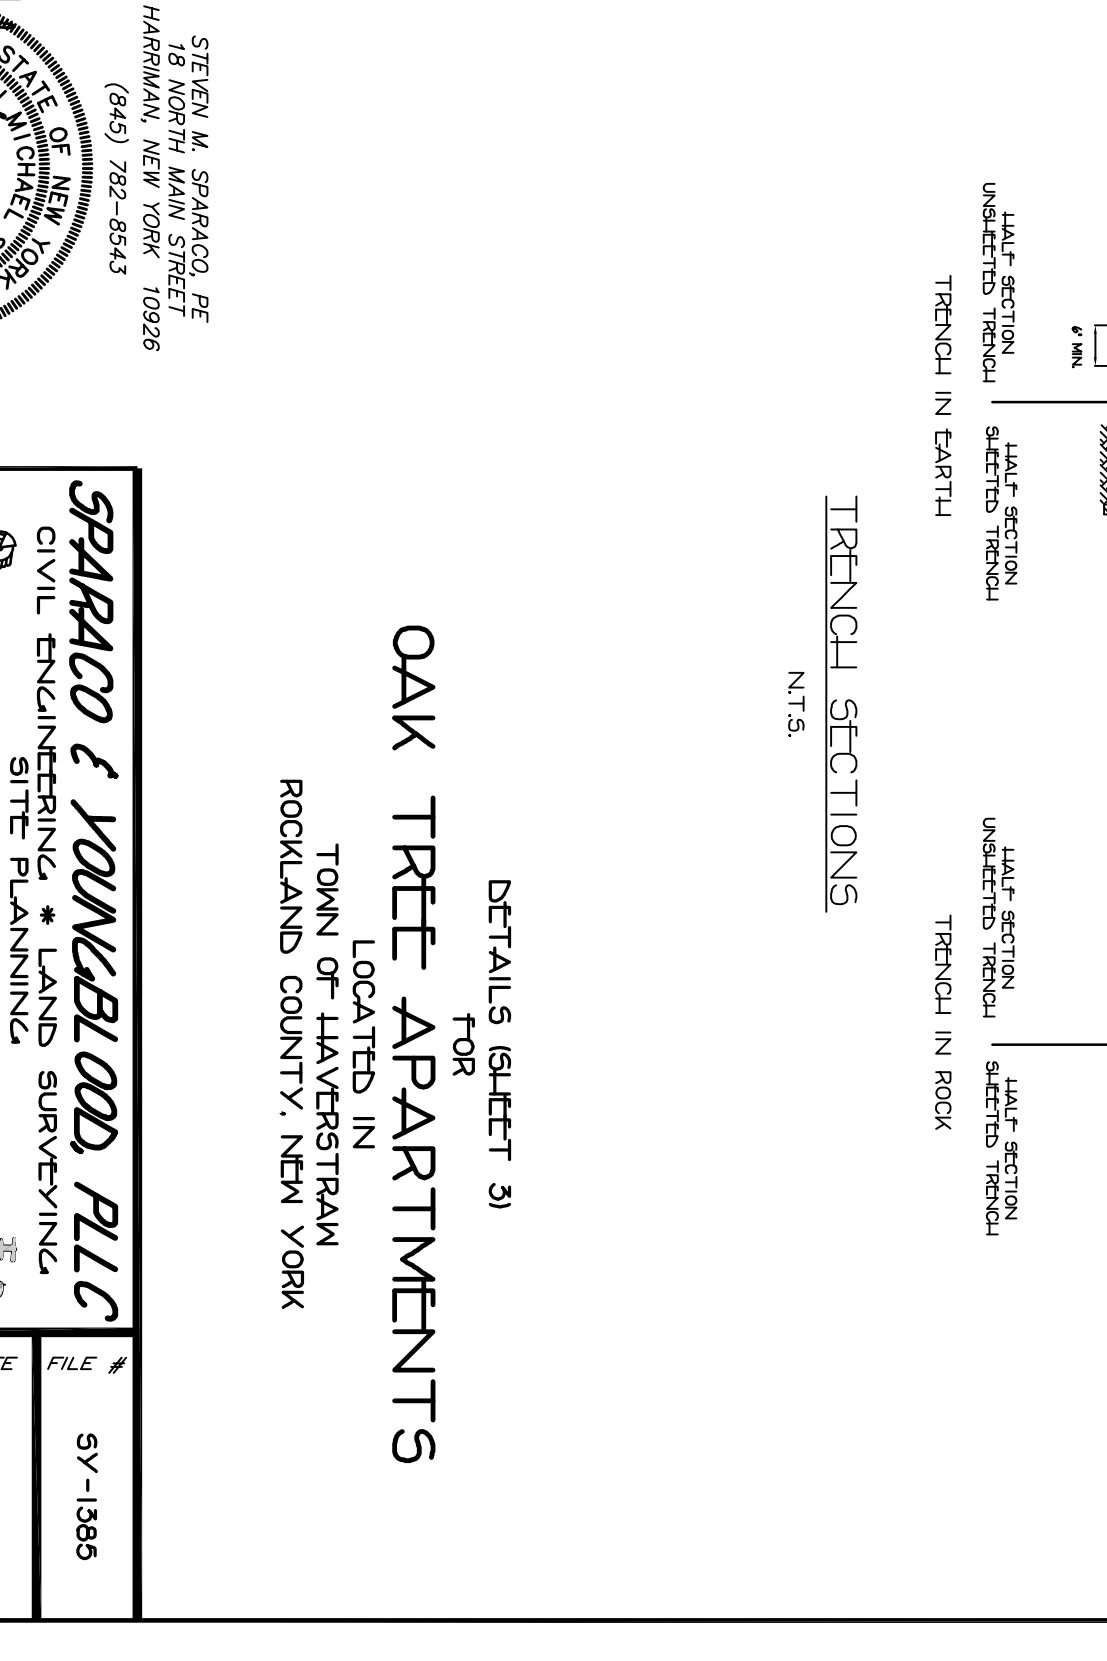 6" MIN.
HALF SECTION
UNSHEETED TRENCH
HALF SECTION
SHEETED TRENCH
TRENCH IN EARTH
HALF SECTION
UNSHEETED TRENCH
HALF SECTION
SHEETED TRENCH
TRENCH IN ROCK
TRENCH SECTIONS
N.T.S.
DETAILS (SHEET 3)
FOR
OAK TREE APARTMENTS
LOCATED IN
TOWN OF HAVERSTRAW
ROCKLAND COUNTY, NEW YORK
STEVEN M. SPARACO, PE
18 NORTH MAIN STREET
HARRIMAN, NEW YORK 10926
(845) 782-8543
STATE OF NEW YORK
MICHAEL
SPARACO & YOUNGBLOOD, PLLC
CIVIL ENGINEERING * LAND SURVEYING
SITE PLANNING
FILE #
SY-1385